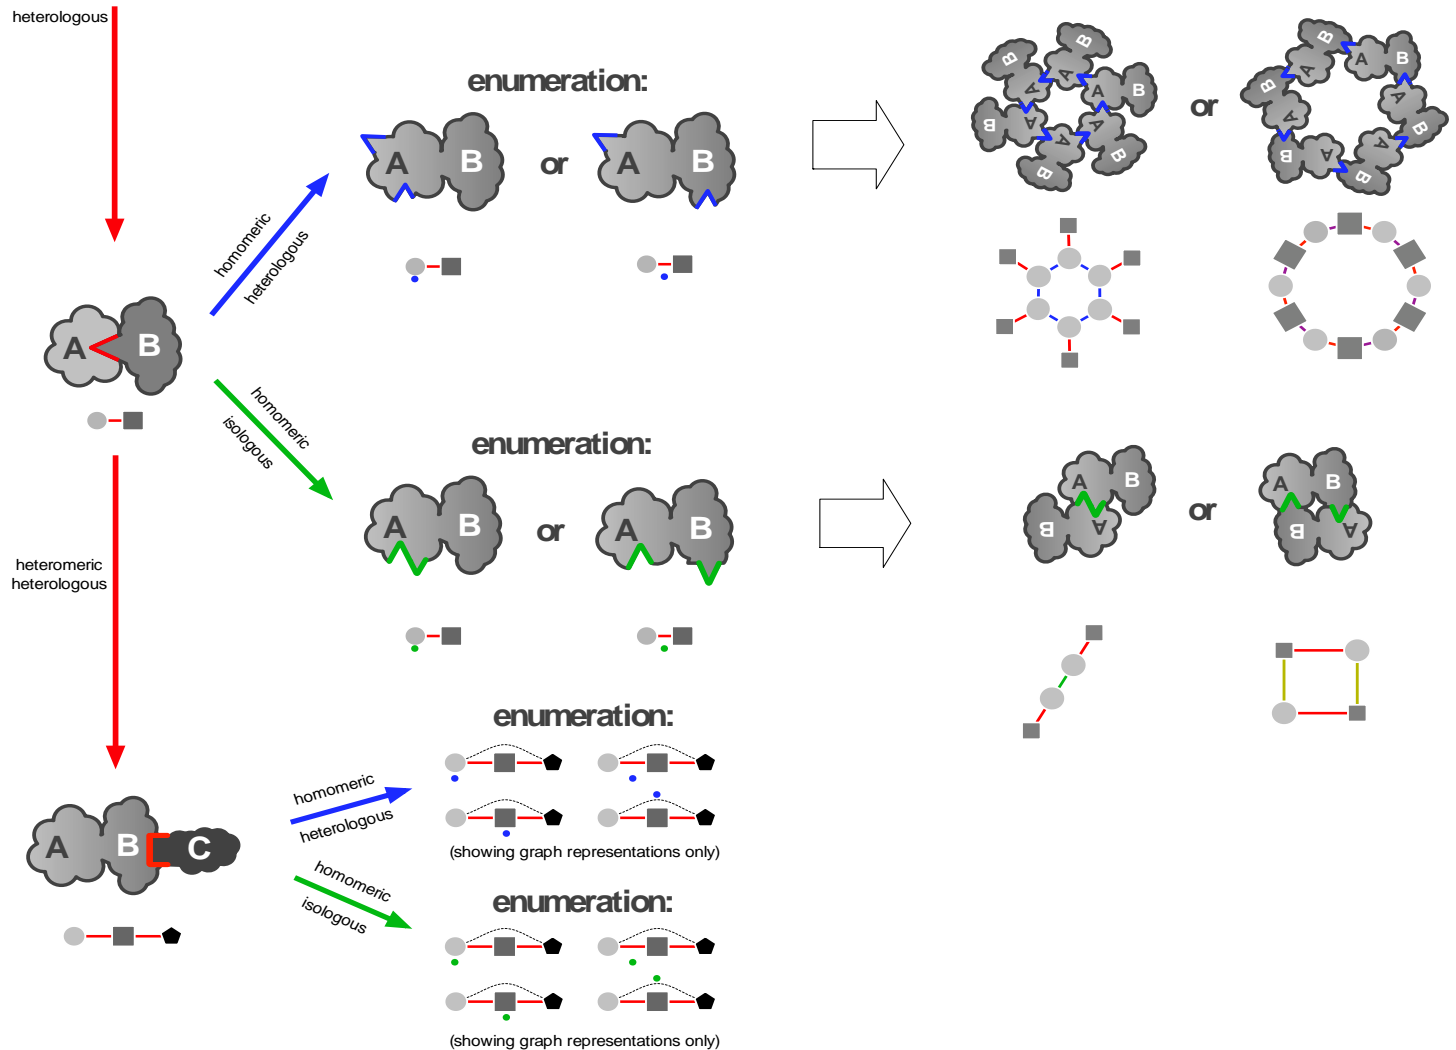 heterologous
enumeration:
A B
or
A B
homomeric
heterologous
B
B
A
A
A
B
A
B
A
A
B
B
or
B
A
A
B
B
A
A
B
A
B
A
B
A B
homomeric
isologous
enumeration:
A B
or
A B
A B
B A
or
A B
B A
heteromeric
heterologous
enumeration:
homomeric
heterologous
(showing graph representations only)
A B C
homomeric
isologous
enumeration:
(showing graph representations only)